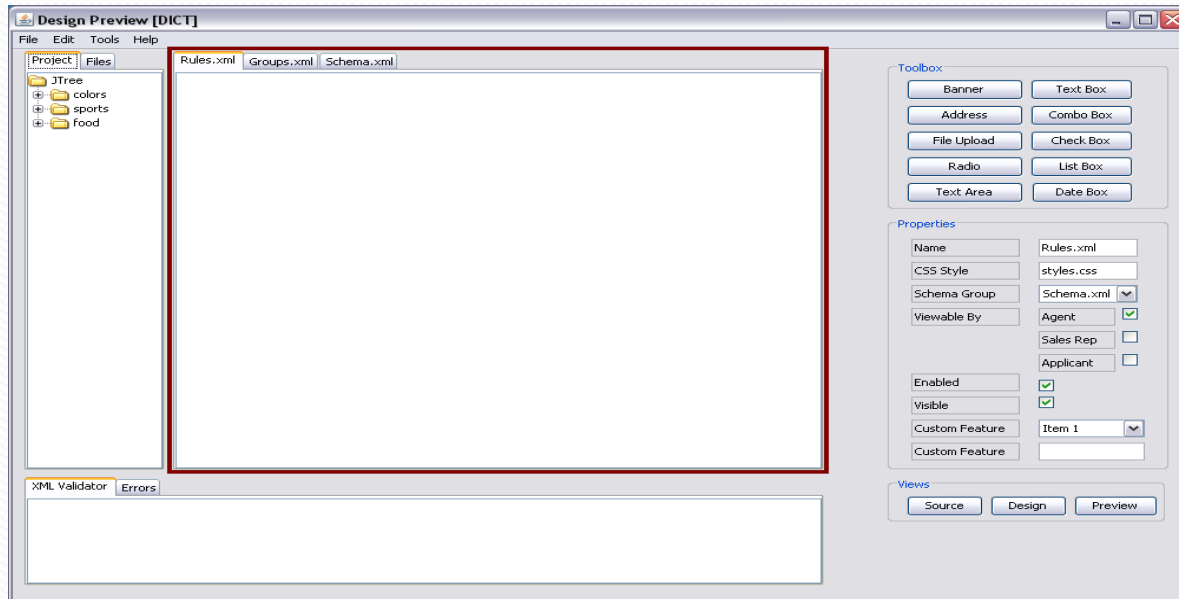 Design Preview [DICT]
File Edit Tools Help
Project Files
JTree
colors
sports
food
Rules.xml Groups.xml Schema.xml
Toolbox
Banner Text Box
Address Combo Box
File Upload Check Box
Radio List Box
Text Area Date Box
Properties
Name Rules.xml
CSS Style styles.css
Schema Group Schema.xml
Viewable By Agent
Sales Rep
Applicant
Enabled
Visible
Custom Feature Item 1
Custom Feature
Views
Source Design Preview
XML Validator Errors